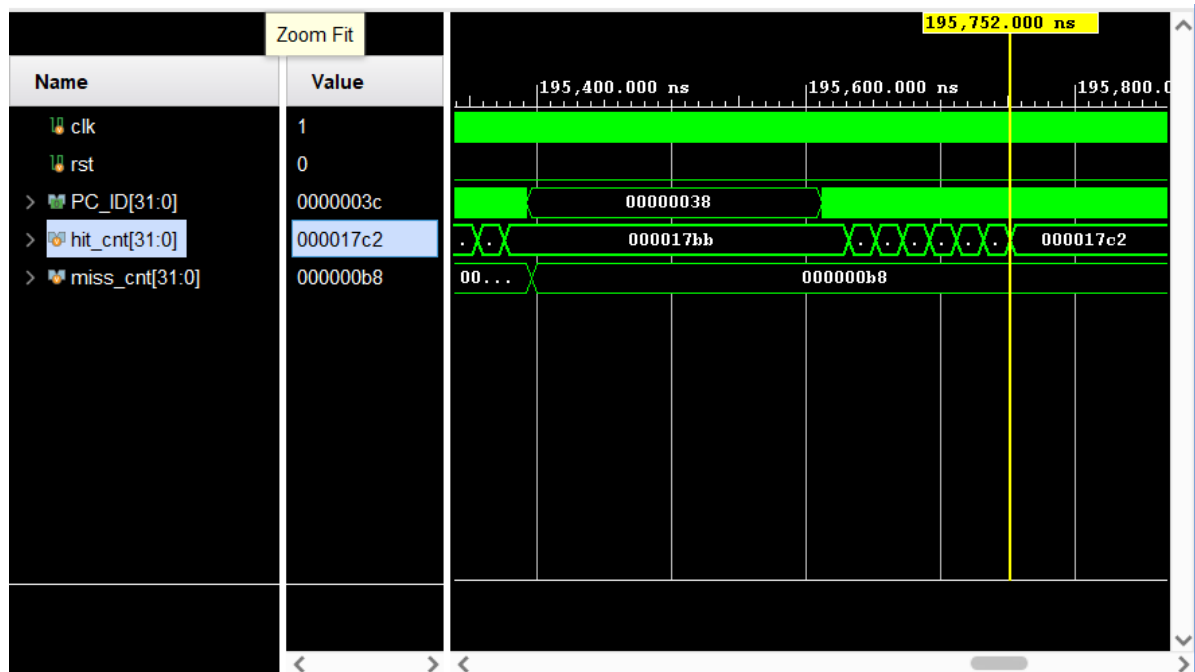 195,752.000 ns
Zoom Fit
Name Value
195,400.000 ns 195,600.000 ns 195,800.0
clk 1
rst 0
PC_ID[31:0] 0000003c 00000038
hit_cnt[31:0] 000017c2 . . 000017bb . . . . . . 000017c2
miss_cnt[31:0] 000000b8 00... 000000b8